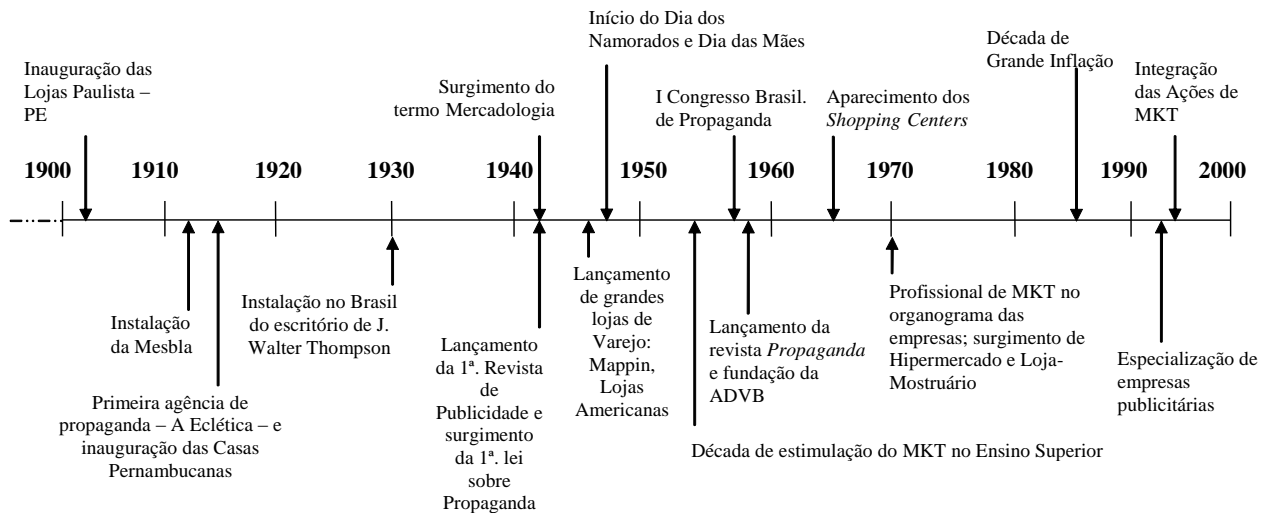 Inauguração das
Lojas Paulista –
PE
Surgimento do
termo Mercadologia
Início do Dia dos
Namorados e Dia das Mães
I Congresso Brasil.
de Propaganda
Aparecimento dos
Shopping Centers
Década de
Grande Inflação
Integração
das Ações de
MKT
1900 1910 1920 1930 1940 1950 1960 1970 1980 1990 2000
Instalação
da Mesbla
Primeira agência de
propaganda – A Eclética – e
inauguração das Casas
Pernambucanas
Instalação no Brasil
do escritório de J.
Walter Thompson
Lançamento
da 1ª. Revista
de
Publicidade e
surgimento
da 1ª. lei
sobre
Propaganda
Lançamento
de grandes
lojas de
Varejo:
Mappin,
Lojas
Americanas
Década de estimulação do MKT no Ensino Superior
Lançamento da
revista Propaganda
e fundação da
ADVB
Profissional de MKT no
organograma das
empresas; surgimento de
Hipermercado e Loja-
Mostruário
Especialização de
empresas
publicitárias